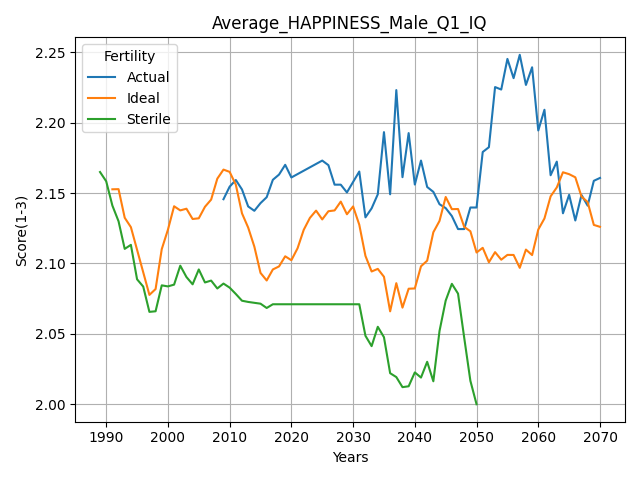 Average_HAPPINESS_Male_Q1_IQ
Fertility
Actual
Ideal
Sterile
Score(1-3)
2.25
2.20
2.15
2.10
2.05
2.00
1990 2000 2010 2020 2030 2040 2050 2060 2070
Years